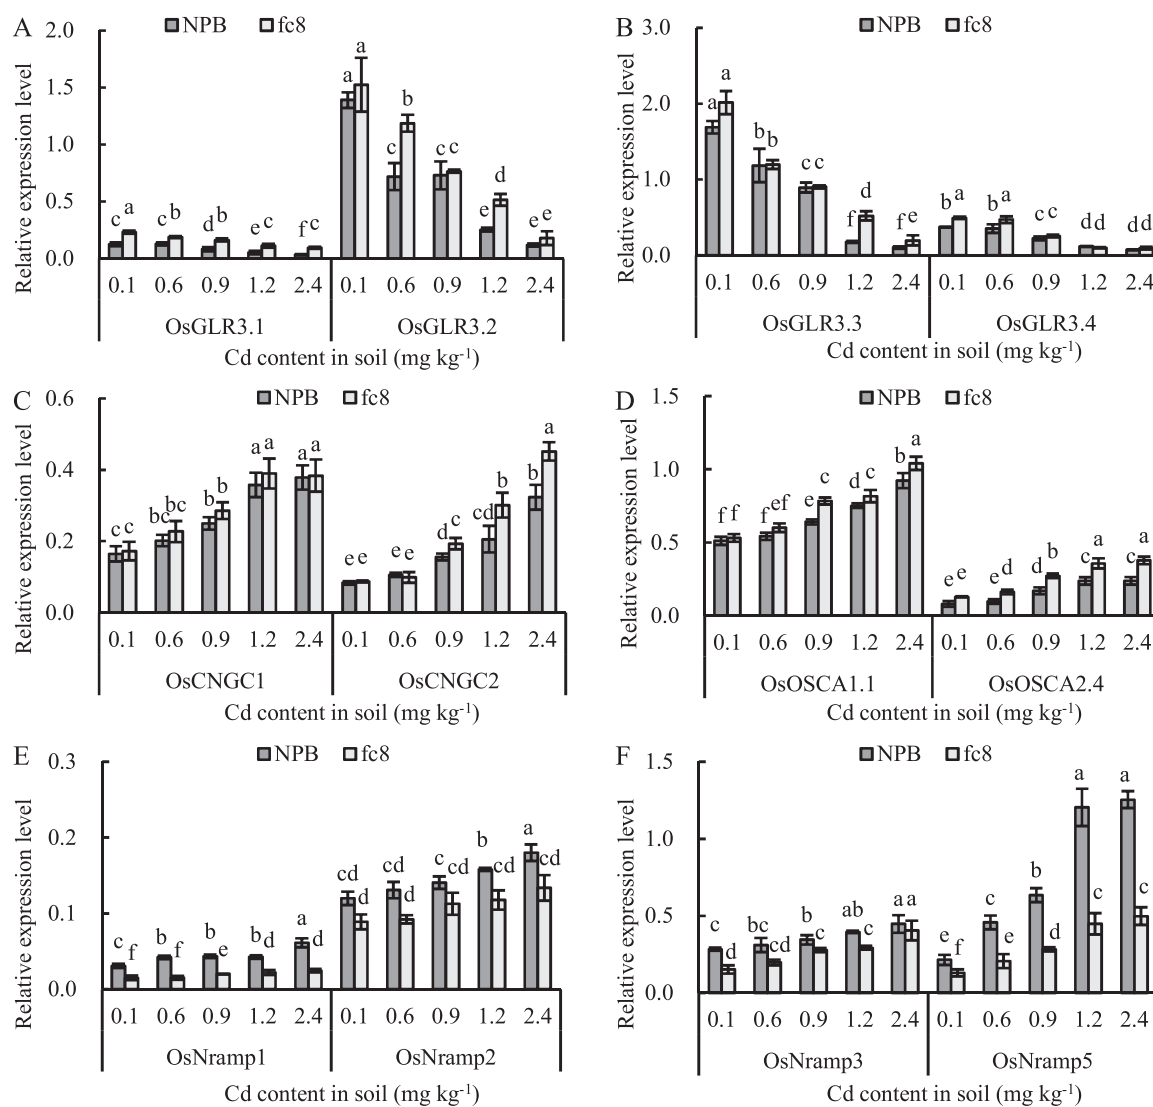 A
NPB fc8
Relative expression level
2.0
1.5
1.0
0.5
0.0
c a c b d b e c f c a a c b c c e d e e
0.1 0.6 0.9 1.2 2.4 0.1 0.6 0.9 1.2 2.4
OsGLR3.1 OsGLR3.2
Cd content in soil (mg kg-1)
B
NPB fc8
Relative expression level
3.0
2.0
1.0
0.0
a a b b c c f d f e b a b a c c d d d d
0.1 0.6 0.9 1.2 2.4 0.1 0.6 0.9 1.2 2.4
OsGLR3.3 OsGLR3.4
Cd content in soil (mg kg-1)
C
NPB fc8
Relative expression level
0.6
0.4
0.2
0.0
c c bc bc b b a a a a e e e e d c cd b b a
0.1 0.6 0.9 1.2 2.4 0.1 0.6 0.9 1.2 2.4
OsCNGC1 OsCNGC2
Cd content in soil (mg kg-1)
D
NPB fc8
Relative expression level
1.5
1.0
0.5
0.0
f f f ef e c d c b a e e e d d b c a c a
0.1 0.6 0.9 1.2 2.4 0.1 0.6 0.9 1.2 2.4
OsOSCA1.1 OsOSCA2.4
Cd content in soil (mg kg-1)
E
NPB fc8
Relative expression level
0.3
0.2
0.1
0.0
c f b f b e b d a d cd d cd d c cd b cd a cd
0.1 0.6 0.9 1.2 2.4 0.1 0.6 0.9 1.2 2.4
OsNramp1 OsNramp2
Cd content in soil (mg kg-1)
F
NPB fc8
Relative expression level
1.5
1.0
0.5
0.0
c d bc cd b c ab c a a e f c e b d a c a c
0.1 0.6 0.9 1.2 2.4 0.1 0.6 0.9 1.2 2.4
OsNramp3 OsNramp5
Cd content in soil (mg kg-1)